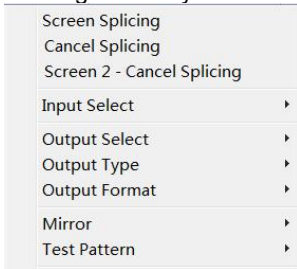 Screen Splicing
Cancel Splicing
Screen 2 - Cancel Splicing
Input Select
Output Select
Output Type
Output Format
Mirror
Test Pattern